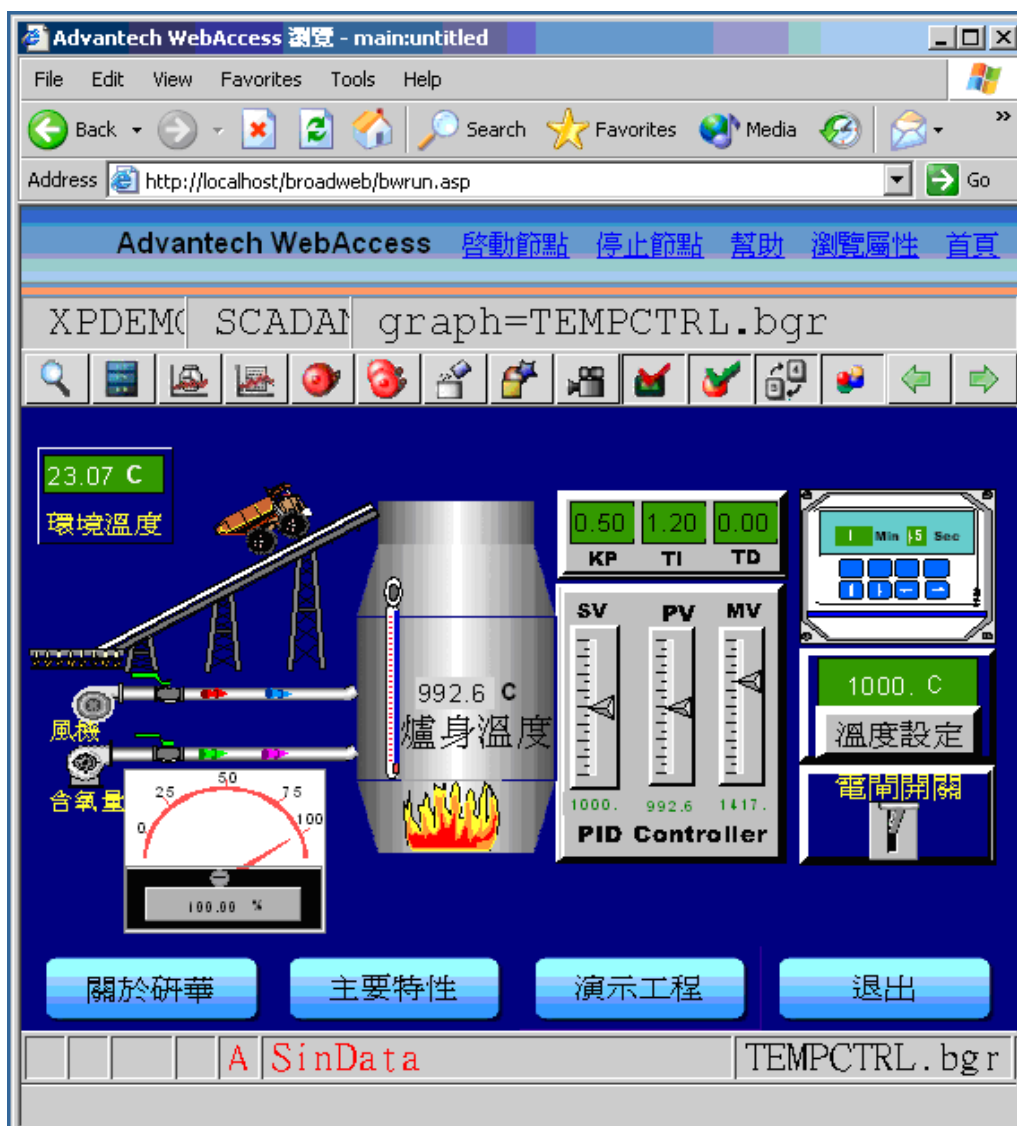 Advantech WebAccess 瀏覽 - main:untitled
File Edit View Favorites Tools Help
Back Search Favorites Media »
Address http://localhost/broadweb/bwrun.asp Go
Advantech WebAccess 啓動節點 停止節點 幫助 瀏覽屬性 首頁
XPDEMO SCADAN graph=TEMPCTRL.bgr
23.07 C
環境溫度
0.50 1.20 0.00
KP TI TD
Min 15 Sec
SV PV MV
992.6 C
爐身溫度
1000. C
溫度設定
風機
含氧量
0 25 50 75 100
100.00 %
1000. 992.6 1417.
PID Controller
電閘開關
關於研華 主要特性 演示工程 退出
A SinData TEMPCTRL.bgr